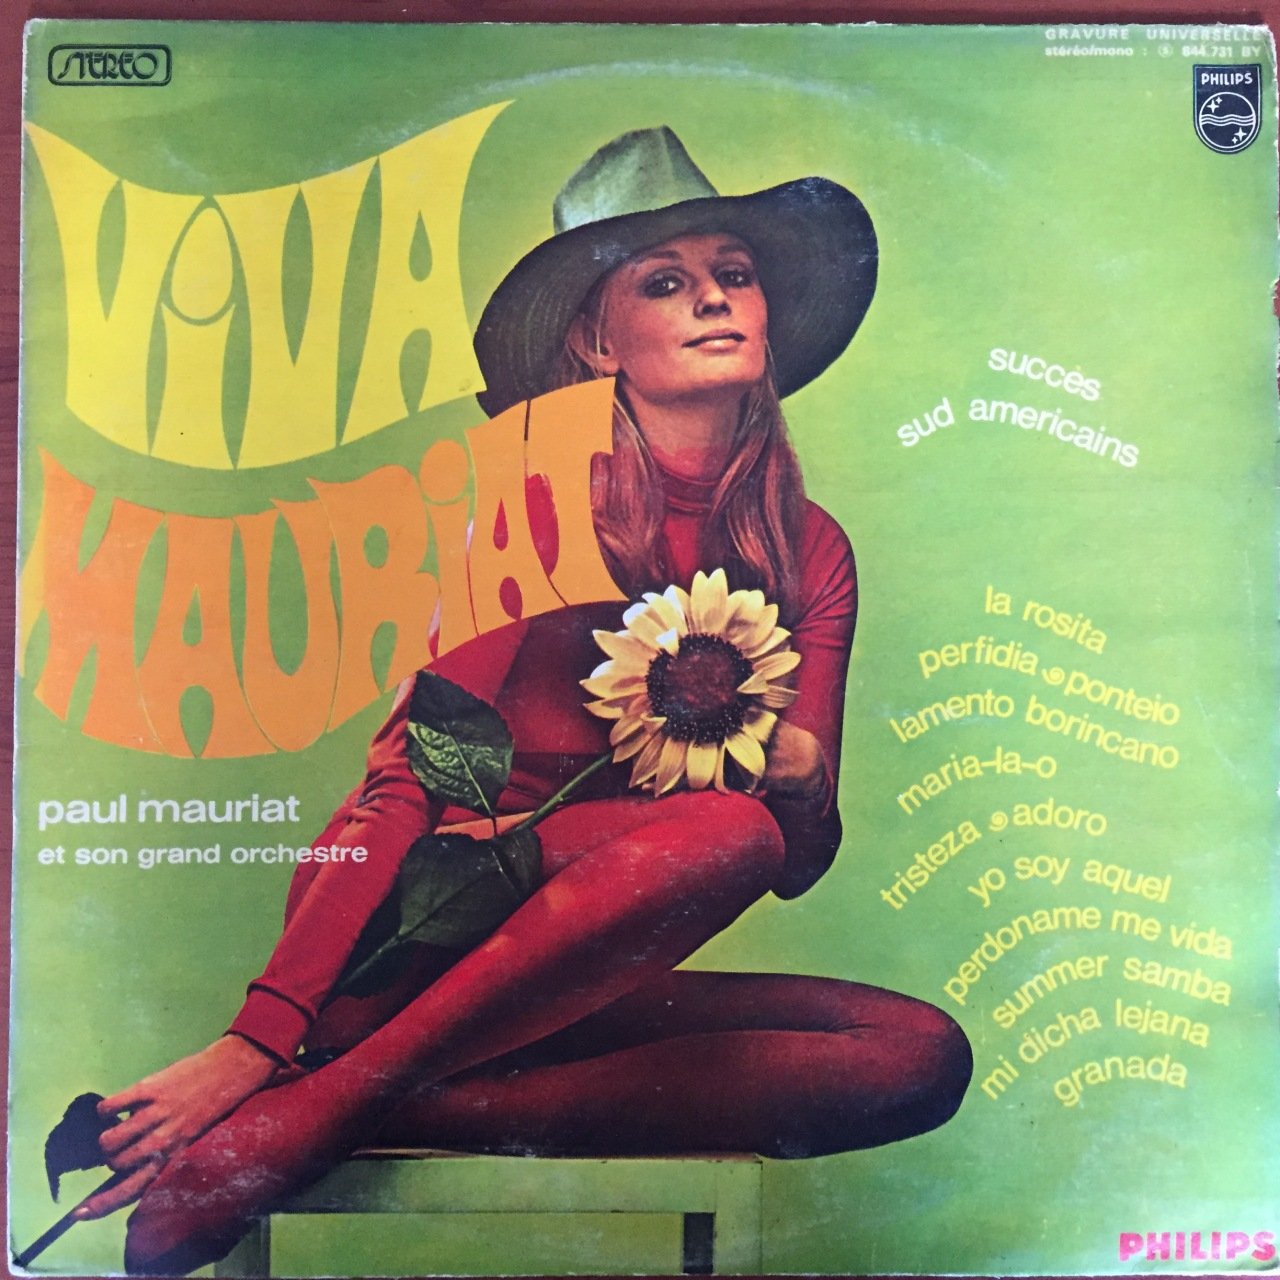 STEREO
GRAVURE UNIVERSELLE
stéréo/mono : S 844.731 BY
PHILIPS
ViVA
MAURiAT
paul mauriat
et son grand orchestre
succès
sud americains
la rosita
perfidia ponteio
lamento borincano
maria-la-o
tristeza adoro
yo soy aquel
perdoname me vida
summer samba
mi dicha lejana
granada
PHILIPS